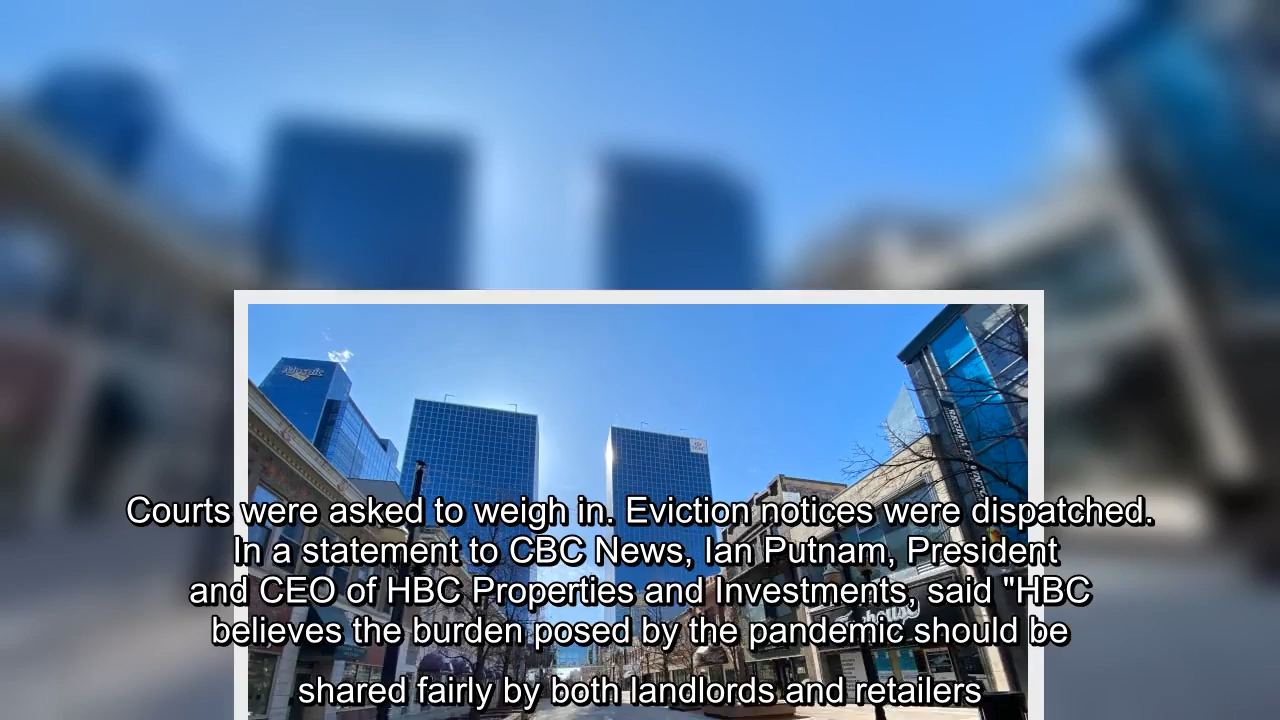 Courts were asked to weigh in. Eviction notices were dispatched.
In a statement to CBC News, Ian Putnam, President
and CEO of HBC Properties and Investments, said "HBC
believes the burden posed by the pandemic should be
shared fairly by both landlords and retailers